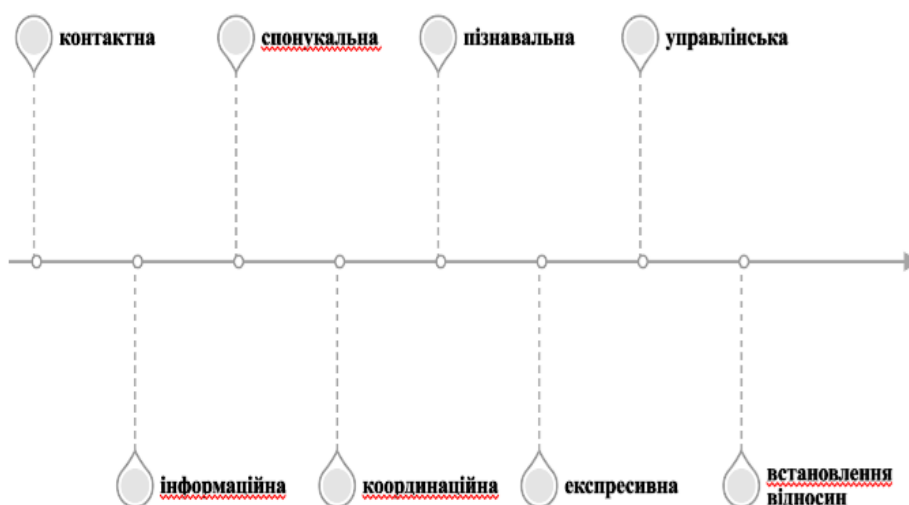 контактна
спонукальна
пізнавальна
управлінська
інформаційна
координаційна
експресивна
встановлення
відносин